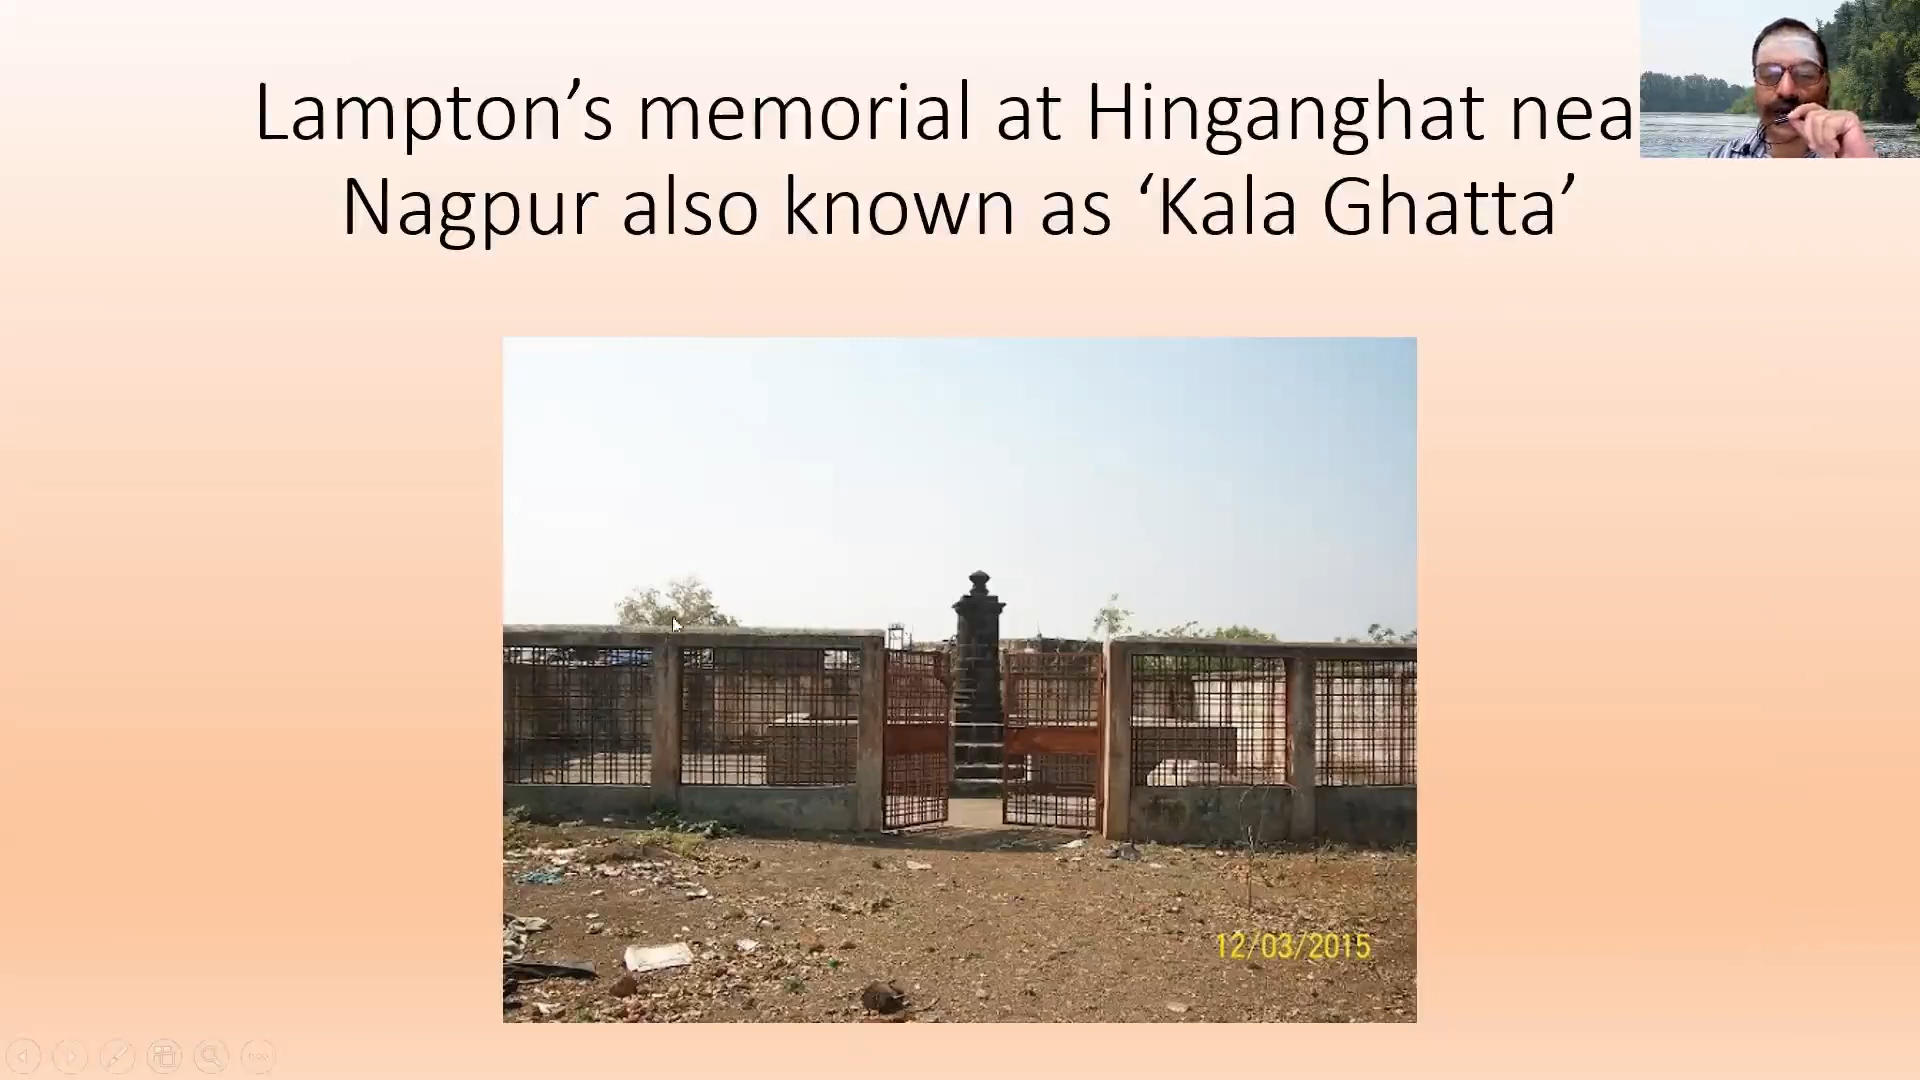 Lampton’s memorial at Hinganghat nea
Nagpur also known as ‘Kala Ghatta’
12/03/2015